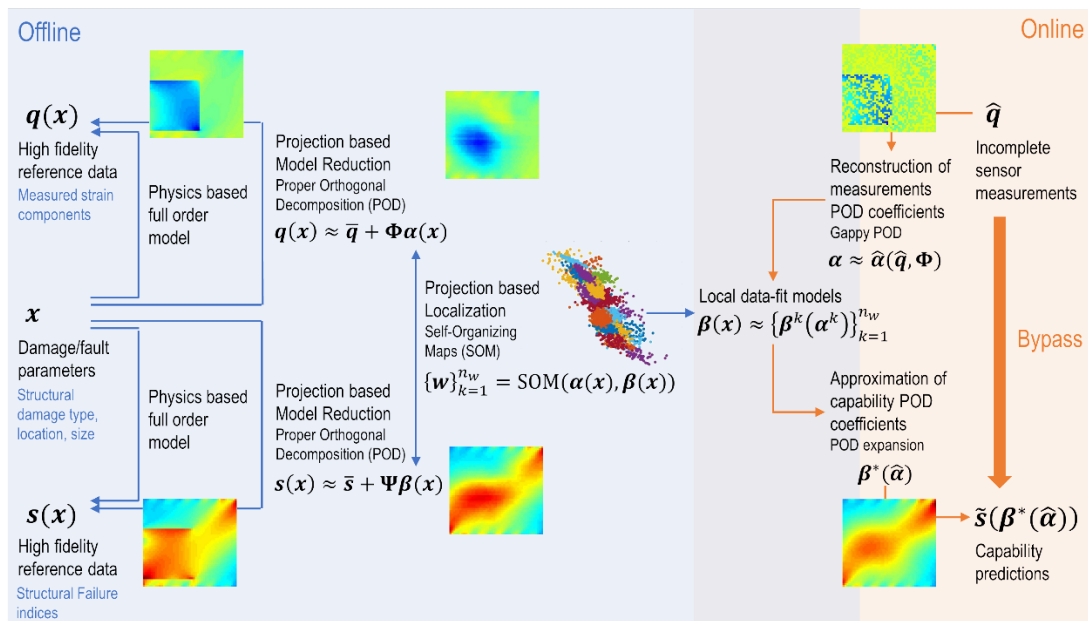 Offline
Online
q(x)
High fidelity
reference data
Measured strain
components
Physics based
full order
model
Projection based
Model Reduction
Proper Orthogonal
Decomposition (POD)
q(x) ≈ q̅ + Φα(x)
x
Damage/fault
parameters
Structural
damage type,
location, size
Physics based
full order
model
Projection based
Model Reduction
Proper Orthogonal
Decomposition (POD)
s(x) ≈ s̅ + Ψβ(x)
s(x)
High fidelity
reference data
Structural Failure
indices
Projection based
Localization
Self-Organizing
Maps (SOM)
{w}ₖ₌₁ⁿʷ = SOM(α(x), β(x))
Local data-fit models
β(x) ≈ {βᵏ(αᵏ)}ₖ₌₁ⁿʷ
q̂
Incomplete
sensor
measurements
Reconstruction of
measurements
POD coefficients
Gappy POD
α ≈ α̂(q̂, Φ)
Bypass
Approximation of
capability POD
coefficients
POD expansion
β*(α̂)
s̃(β*(α̂))
Capability
predictions